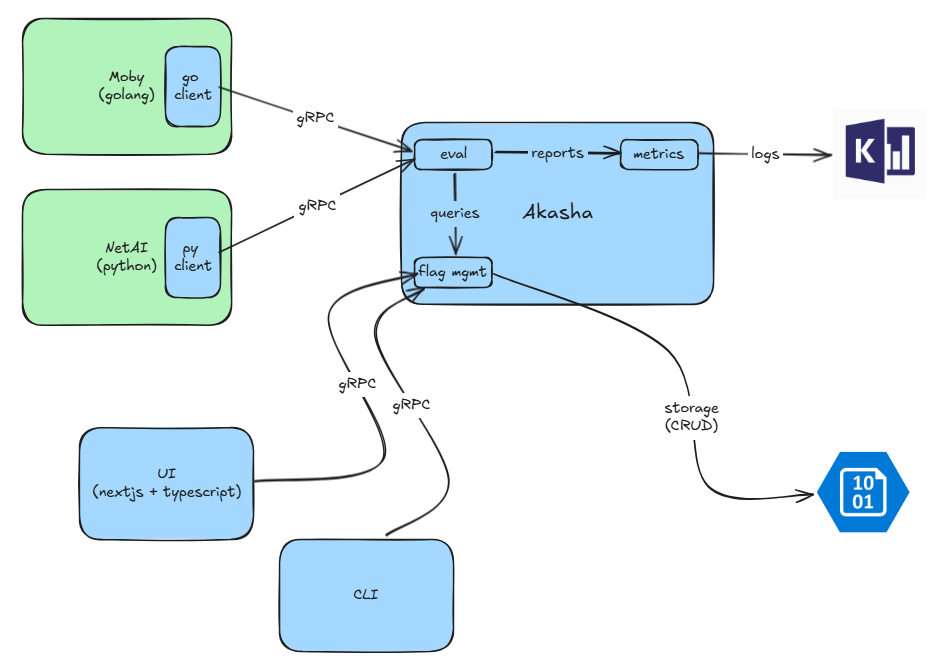 Moby
(golang)
go
client
gRPC
eval
reports
metrics
logs
K
NetAI
(python)
py
client
gRPC
queries
Akasha
flag mgmt
gRPC
gRPC
storage
(CRUD)
UI
(nextjs + typescript)
10
01
CLI